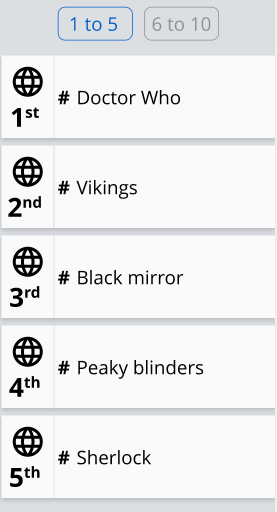 1 to 5 6 to 10
1st # Doctor Who
2nd # Vikings
3rd # Black mirror
4th # Peaky blinders
5th # Sherlock